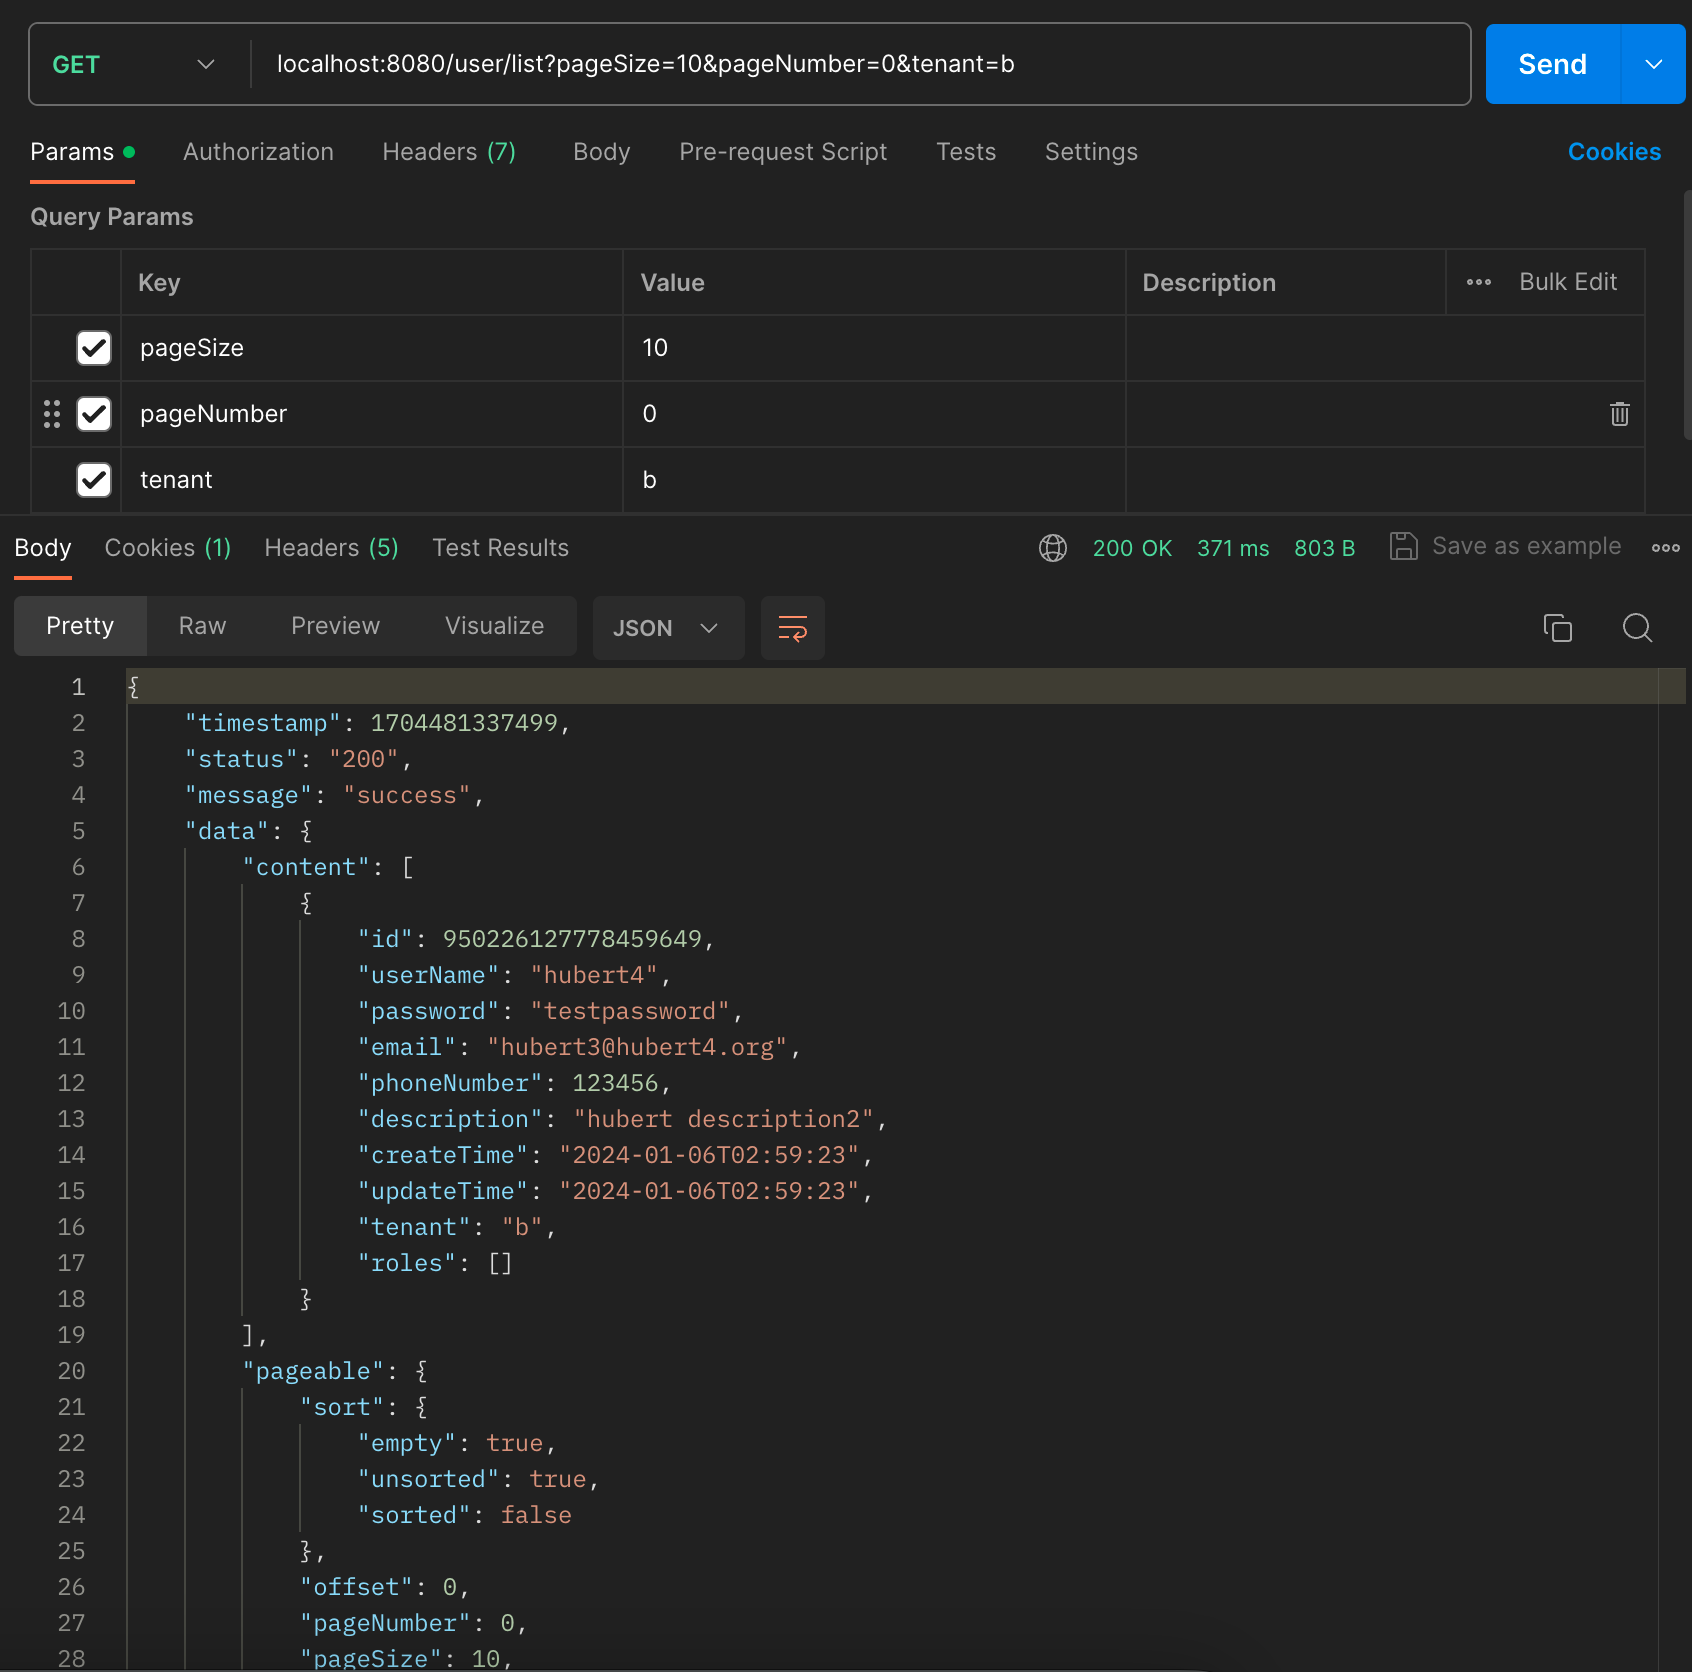 GET localhost:8080/user/list?pageSize=10&pageNumber=0&tenant=b Send
Params Authorization Headers (7) Body Pre-request Script Tests Settings Cookies
Query Params
Key Value Description Bulk Edit
pageSize 10
pageNumber 0
tenant b
Body Cookies (1) Headers (5) Test Results 200 OK 371 ms 803 B Save as example
Pretty Raw Preview Visualize JSON
1 {
2 "timestamp": 1704481337499,
3 "status": "200",
4 "message": "success",
5 "data": {
6 "content": [
7 {
8 "id": 950226127778459649,
9 "userName": "hubert4",
10 "password": "testpassword",
11 "email": "hubert3@hubert4.org",
12 "phoneNumber": 123456,
13 "description": "hubert description2",
14 "createTime": "2024-01-06T02:59:23",
15 "updateTime": "2024-01-06T02:59:23",
16 "tenant": "b",
17 "roles": []
18 }
19 ],
20 "pageable": {
21 "sort": {
22 "empty": true,
23 "unsorted": true,
24 "sorted": false
25 },
26 "offset": 0,
27 "pageNumber": 0,
28 "pageSize": 10,